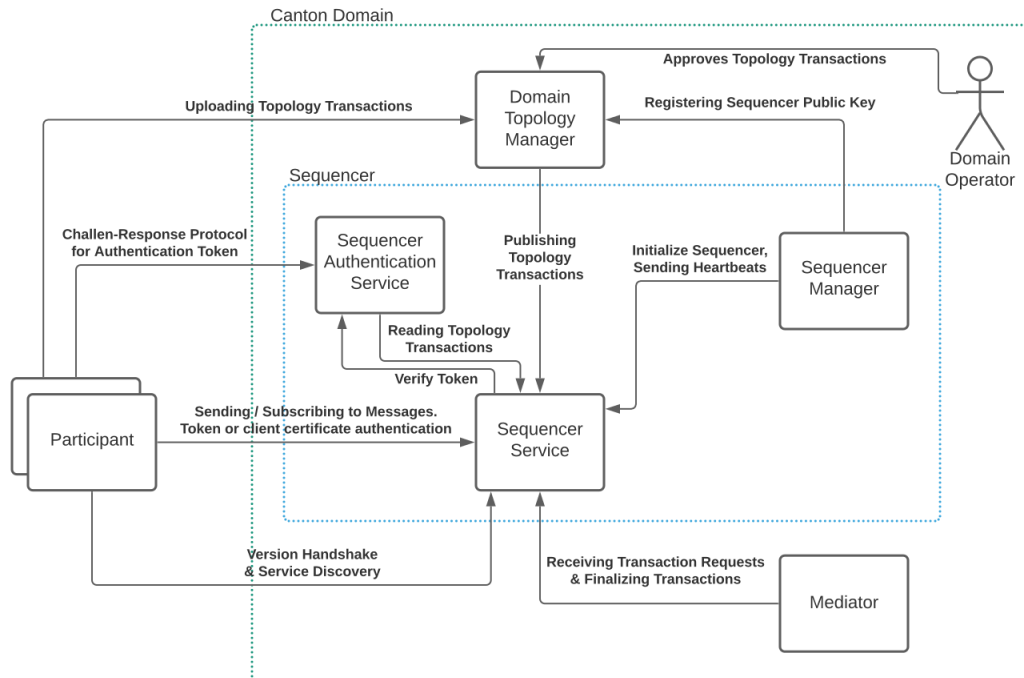 Canton Domain
Approves Topology Transactions
Uploading Topology Transactions
Domain
Topology
Manager
Registering Sequencer Public Key
Domain
Operator
Sequencer
Challen-Response Protocol
for Authentication Token
Sequencer
Authentication
Service
Publishing
Topology
Transactions
Initialize Sequencer,
Sending Heartbeats
Sequencer
Manager
Reading Topology
Transactions
Verify Token
Participant
Sending / Subscribing to Messages.
Token or client certificate authentication
Sequencer
Service
Version Handshake
& Service Discovery
Receiving Transaction Requests
& Finalizing Transactions
Mediator